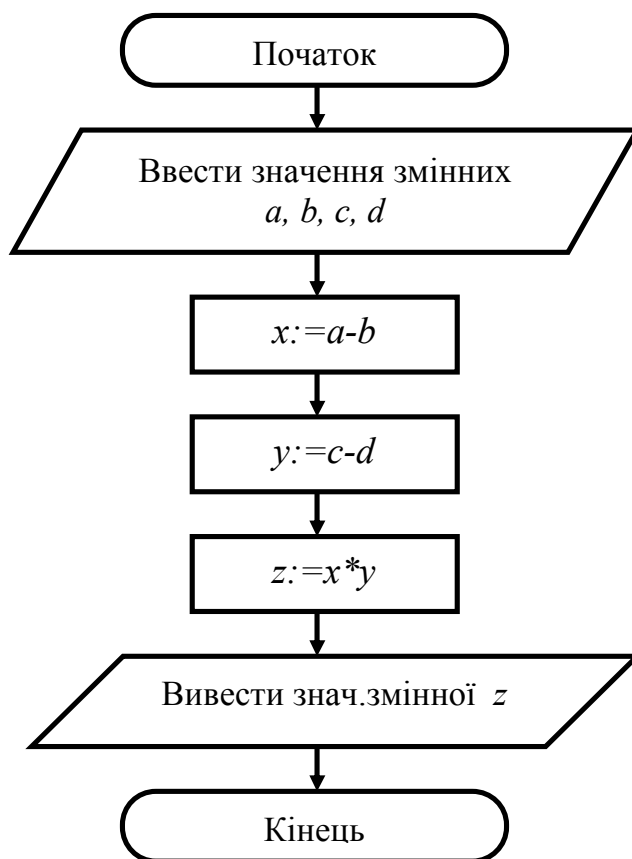 Початок
Ввести значення змінних
a, b, c, d
x:=a-b
y:=c-d
z:=x*y
Вивести знач.змінної z
Кінець